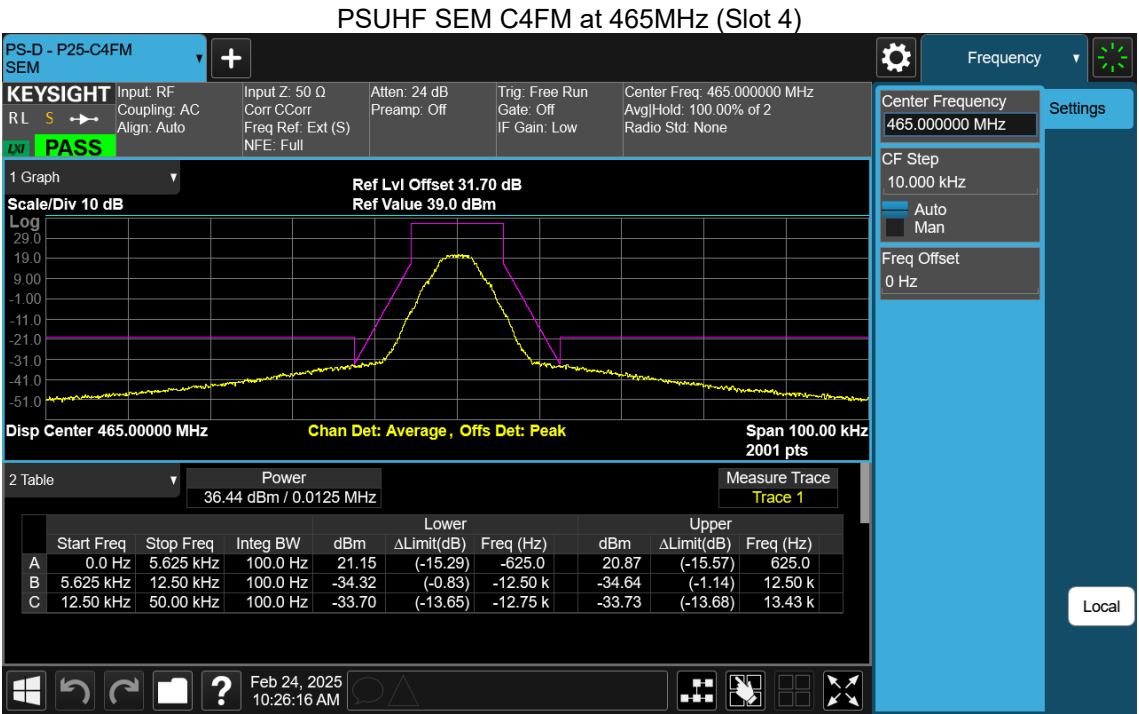 PSUHF SEM C4FM at 465MHz (Slot 4)
PS-D - P25-C4FM
SEM
+
Frequency
KEYSIGHT
R L S
LXI PASS
Input: RF
Coupling: AC
Align: Auto
Input Z: 50 Ω
Corr CCorr
Freq Ref: Ext (S)
NFE: Full
Atten: 24 dB
Preamp: Off
Trig: Free Run
Gate: Off
IF Gain: Low
Center Freq: 465.000000 MHz
Avg|Hold: 100.00% of 2
Radio Std: None
Center Frequency
465.000000 MHz
Settings
CF Step
10.000 kHz
Auto
Man
Freq Offset
0 Hz
1 Graph
Scale/Div 10 dB
Ref Lvl Offset 31.70 dB
Ref Value 39.0 dBm
Log
29.0
19.0
9.00
-1.00
-11.0
-21.0
-31.0
-41.0
-51.0
Disp Center 465.00000 MHz
Chan Det: Average , Offs Det: Peak
Span 100.00 kHz
2001 pts
2 Table
Power
36.44 dBm / 0.0125 MHz
Measure Trace
Trace 1
Lower Upper
Start Freq Stop Freq Integ BW dBm ΔLimit(dB) Freq (Hz) dBm ΔLimit(dB) Freq (Hz)
A 0.0 Hz 5.625 kHz 100.0 Hz 21.15 (-15.29) -625.0 20.87 (-15.57) 625.0
B 5.625 kHz 12.50 kHz 100.0 Hz -34.32 (-0.83) -12.50 k -34.64 (-1.14) 12.50 k
C 12.50 kHz 50.00 kHz 100.0 Hz -33.70 (-13.65) -12.75 k -33.73 (-13.68) 13.43 k
Local
?
Feb 24, 2025
10:26:16 AM